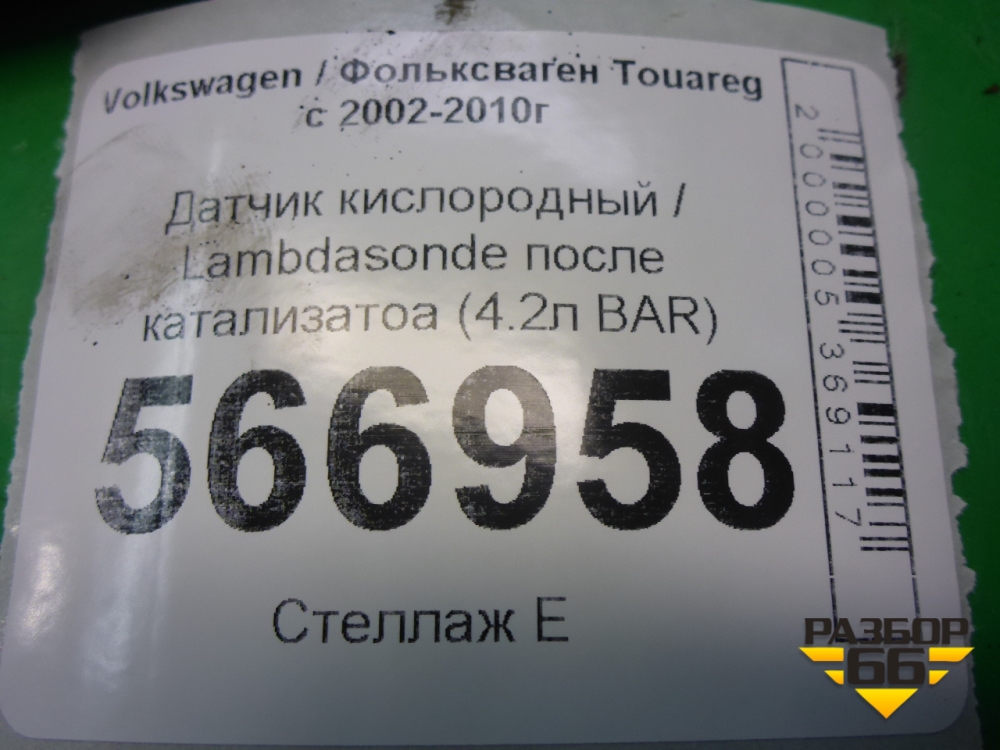 Volkswagen / Фольксваген Touareg
с 2002-2010г
Датчик кислородный /
Lambdasonde после
катализатоа (4.2л BAR)
566958
Стеллаж E
2000005369117
РАЗБОР
66